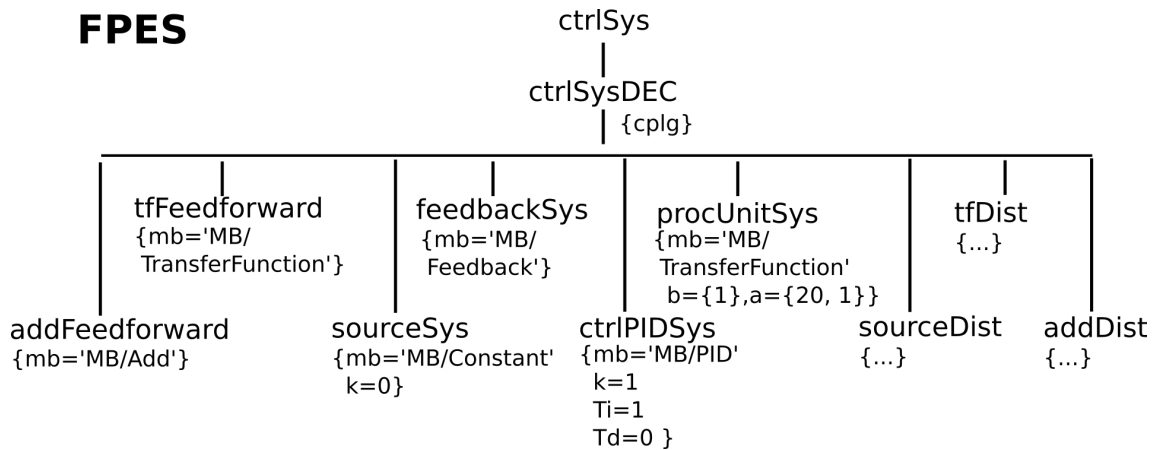 FPES
ctrlSys
ctrlSysDEC
{cplg}
tfFeedforward
{mb='MB/
TransferFunction'}
feedbackSys
{mb='MB/
Feedback'}
procUnitSys
{mb='MB/
TransferFunction'
b={1},a={20, 1}}
tfDist
{...}
addFeedforward
{mb='MB/Add'}
sourceSys
{mb='MB/Constant'
k=0}
ctrlPIDSys
{mb='MB/PID'
k=1
Ti=1
Td=0 }
sourceDist
{...}
addDist
{...}